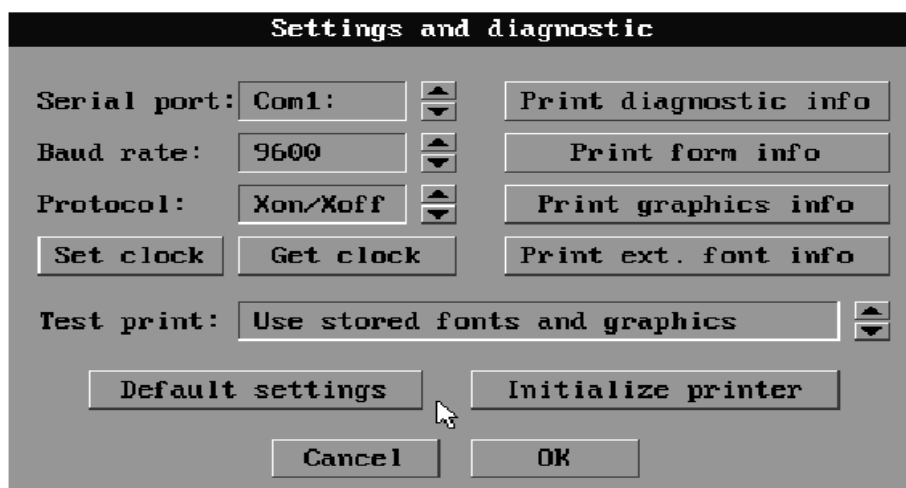 Settings and diagnostic
Serial port: Com1: Print diagnostic info
Baud rate: 9600 Print form info
Protocol: Xon/Xoff Print graphics info
Set clock Get clock Print ext. font info
Test print: Use stored fonts and graphics
Default settings Initialize printer
Cancel OK